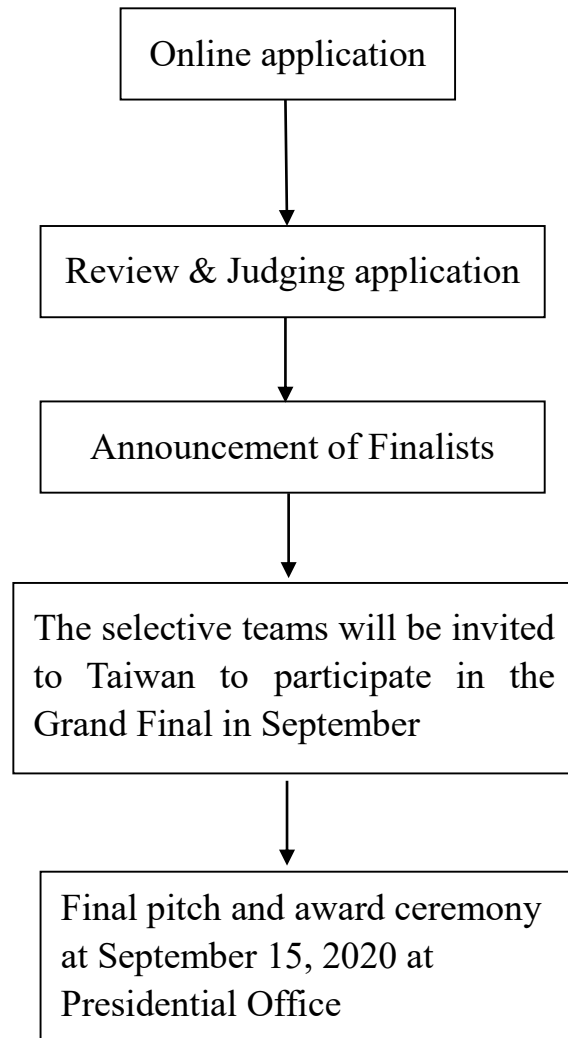 Online application
Review & Judging application
Announcement of Finalists
The selective teams will be invited
to Taiwan to participate in the
Grand Final in September
Final pitch and award ceremony
at September 15, 2020 at
Presidential Office